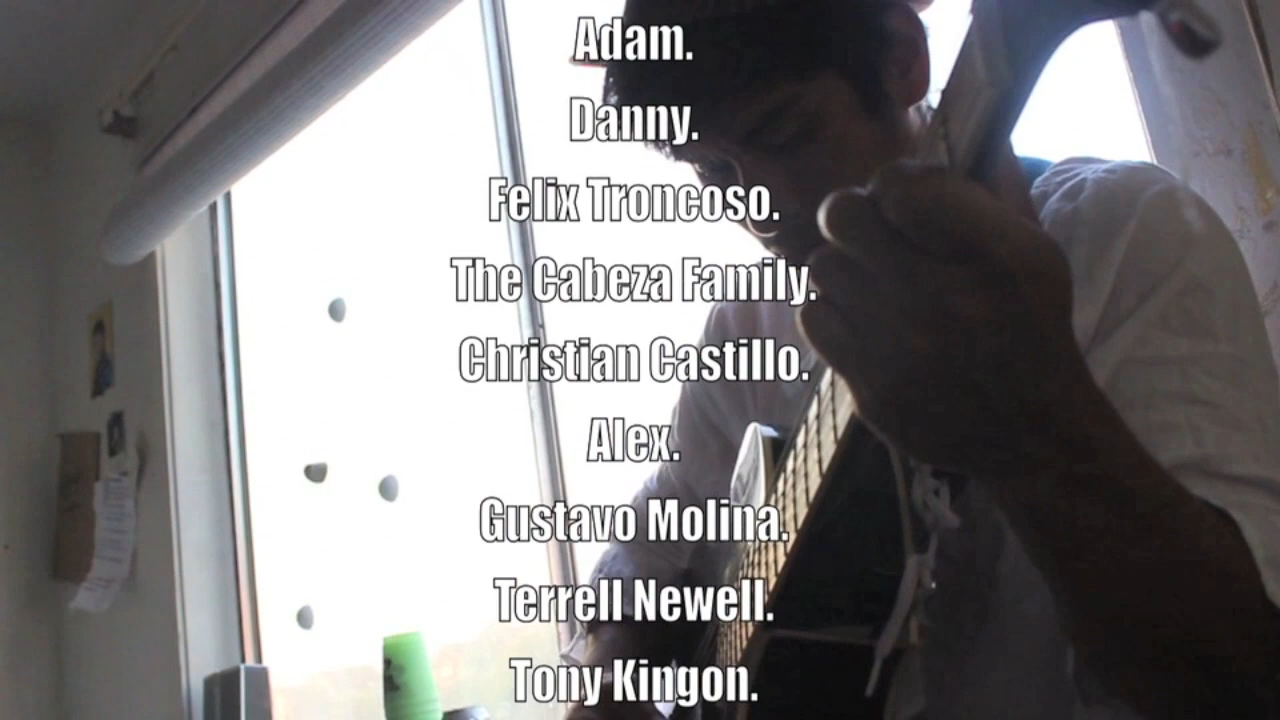 Adam.
Danny.
Felix Troncoso.
The Cabeza Family.
Christian Castillo.
Alex.
Gustavo Molina.
Terrell Newell.
Tony Kingon.